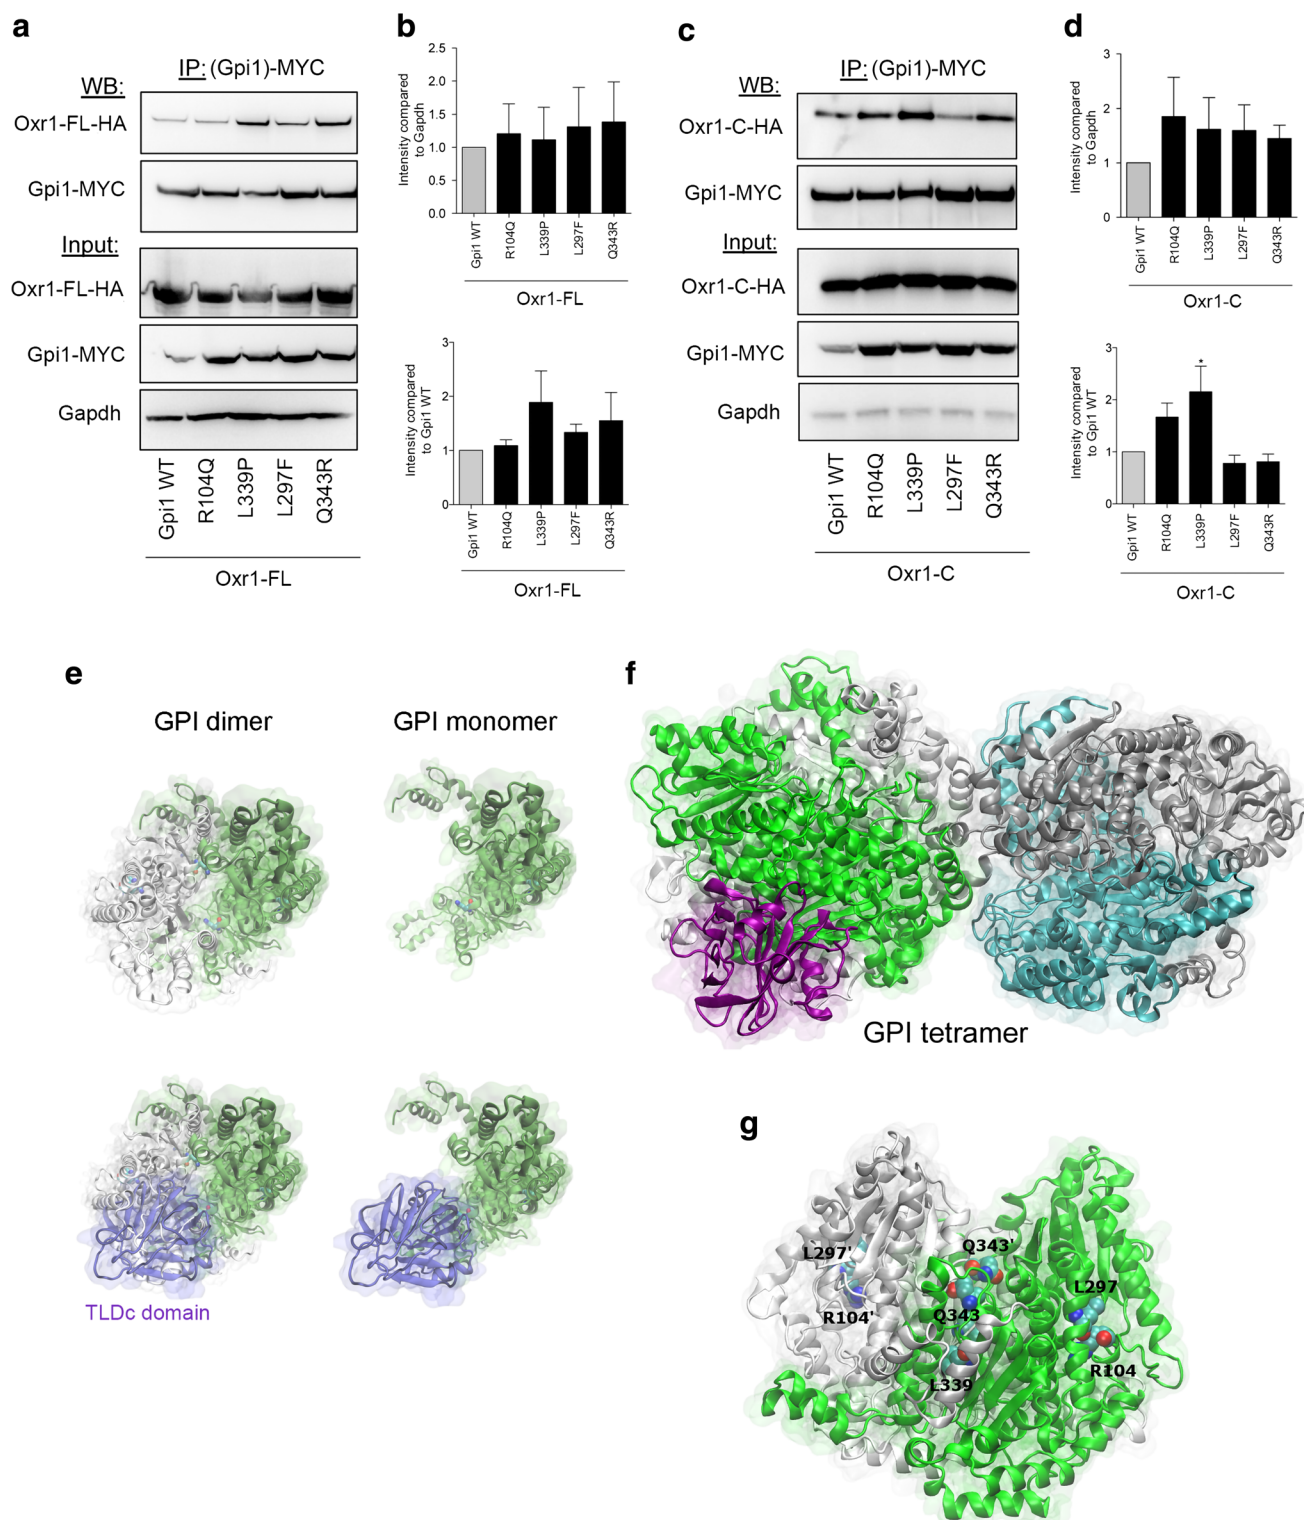 a
IP: (Gpi1)-MYC
WB:
Oxr1-FL-HA
Gpi1-MYC
Input:
Oxr1-FL-HA
Gpi1-MYC
Gapdh
Gpi1 WT
R104Q
L339P
L297F
Q343R
Oxr1-FL
b
Intensity compared
to Gapdh
2.5
2.0
1.5
1.0
0.5
0.0
Gpi1 WT
R104Q
L339P
L297F
Q343R
Oxr1-FL
Intensity compared
to Gpi1 WT
3
2
1
0
Gpi1 WT
R104Q
L339P
L297F
Q343R
Oxr1-FL
c
IP: (Gpi1)-MYC
WB:
Oxr1-C-HA
Gpi1-MYC
Input:
Oxr1-C-HA
Gpi1-MYC
Gapdh
Gpi1 WT
R104Q
L339P
L297F
Q343R
Oxr1-C
d
Intensity compared
to Gapdh
3
2
1
0
Gpi1 WT
R104Q
L339P
L297F
Q343R
Oxr1-C
Intensity compared
to Gpi1 WT
3
2
1
0
*
Gpi1 WT
R104Q
L339P
L297F
Q343R
Oxr1-C
e
GPI dimer
GPI monomer
TLDc domain
f
GPI tetramer
g
L297'
Q343'
L297
R104'
Q343
R104
L339